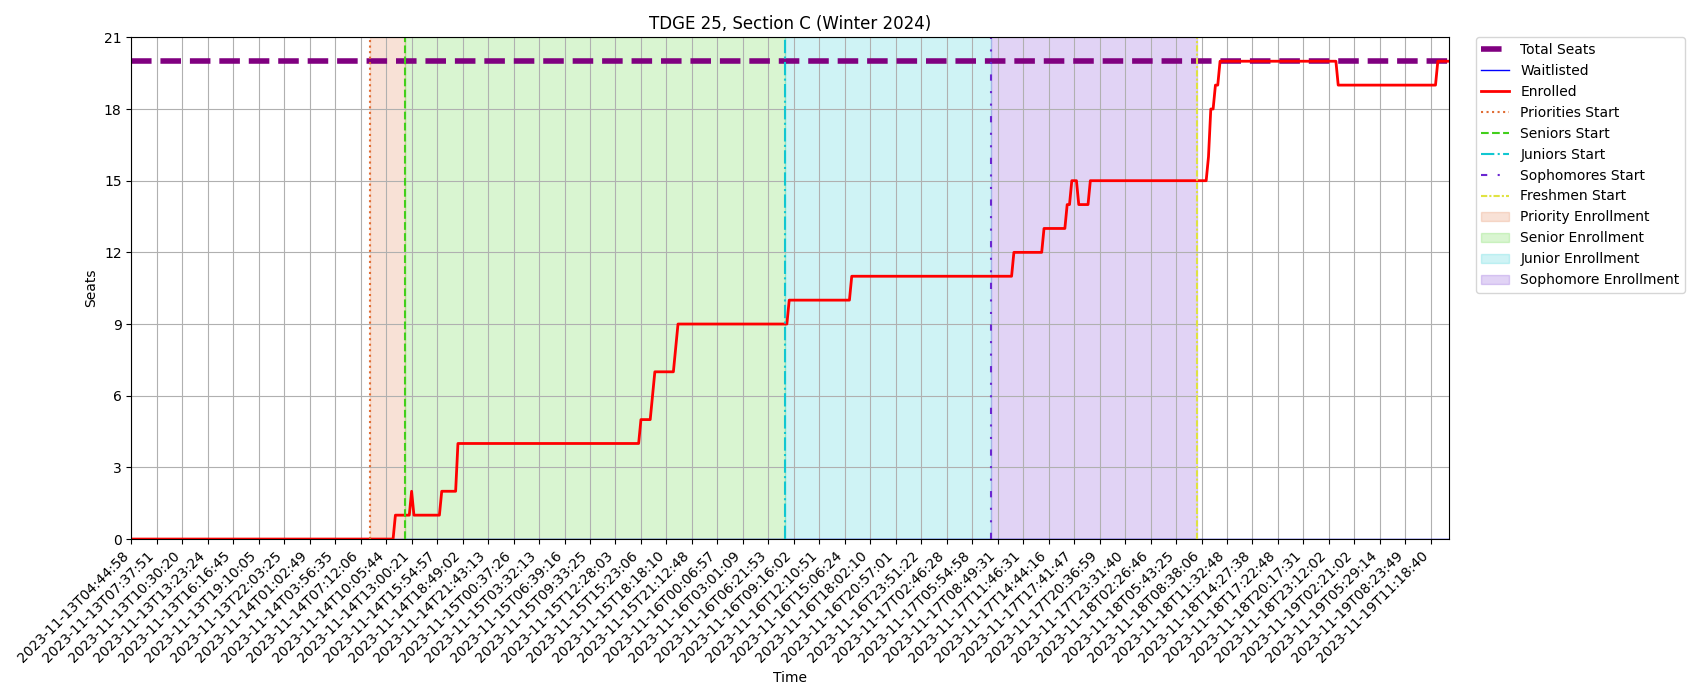 TDGE 25, Section C (Winter 2024)
21
18
15
12
9
6
3
0
Seats
2023-11-13T04:44:58
2023-11-13T07:37:51
2023-11-13T10:30:20
2023-11-13T13:23:24
2023-11-13T16:16:45
2023-11-13T19:10:05
2023-11-13T22:03:25
2023-11-14T01:02:49
2023-11-14T03:56:35
2023-11-14T07:12:06
2023-11-14T10:05:44
2023-11-14T13:00:21
2023-11-14T15:54:57
2023-11-14T18:49:02
2023-11-14T21:43:13
2023-11-15T00:37:26
2023-11-15T03:32:13
2023-11-15T06:39:16
2023-11-15T09:33:25
2023-11-15T12:28:03
2023-11-15T15:23:06
2023-11-15T18:18:10
2023-11-15T21:12:48
2023-11-16T00:06:57
2023-11-16T03:01:09
2023-11-16T06:21:53
2023-11-16T09:16:02
2023-11-16T12:10:51
2023-11-16T15:06:24
2023-11-16T18:02:10
2023-11-16T20:57:01
2023-11-16T23:51:22
2023-11-17T02:46:28
2023-11-17T05:54:58
2023-11-17T08:49:31
2023-11-17T11:46:31
2023-11-17T14:44:16
2023-11-17T17:41:47
2023-11-17T20:36:59
2023-11-17T23:31:40
2023-11-18T02:26:46
2023-11-18T05:43:25
2023-11-18T08:38:06
2023-11-18T11:32:48
2023-11-18T14:27:38
2023-11-18T17:22:48
2023-11-18T20:17:31
2023-11-18T23:12:02
2023-11-19T02:21:02
2023-11-19T05:29:14
2023-11-19T08:23:49
2023-11-19T11:18:40
Time
Total Seats
Waitlisted
Enrolled
Priorities Start
Seniors Start
Juniors Start
Sophomores Start
Freshmen Start
Priority Enrollment
Senior Enrollment
Junior Enrollment
Sophomore Enrollment